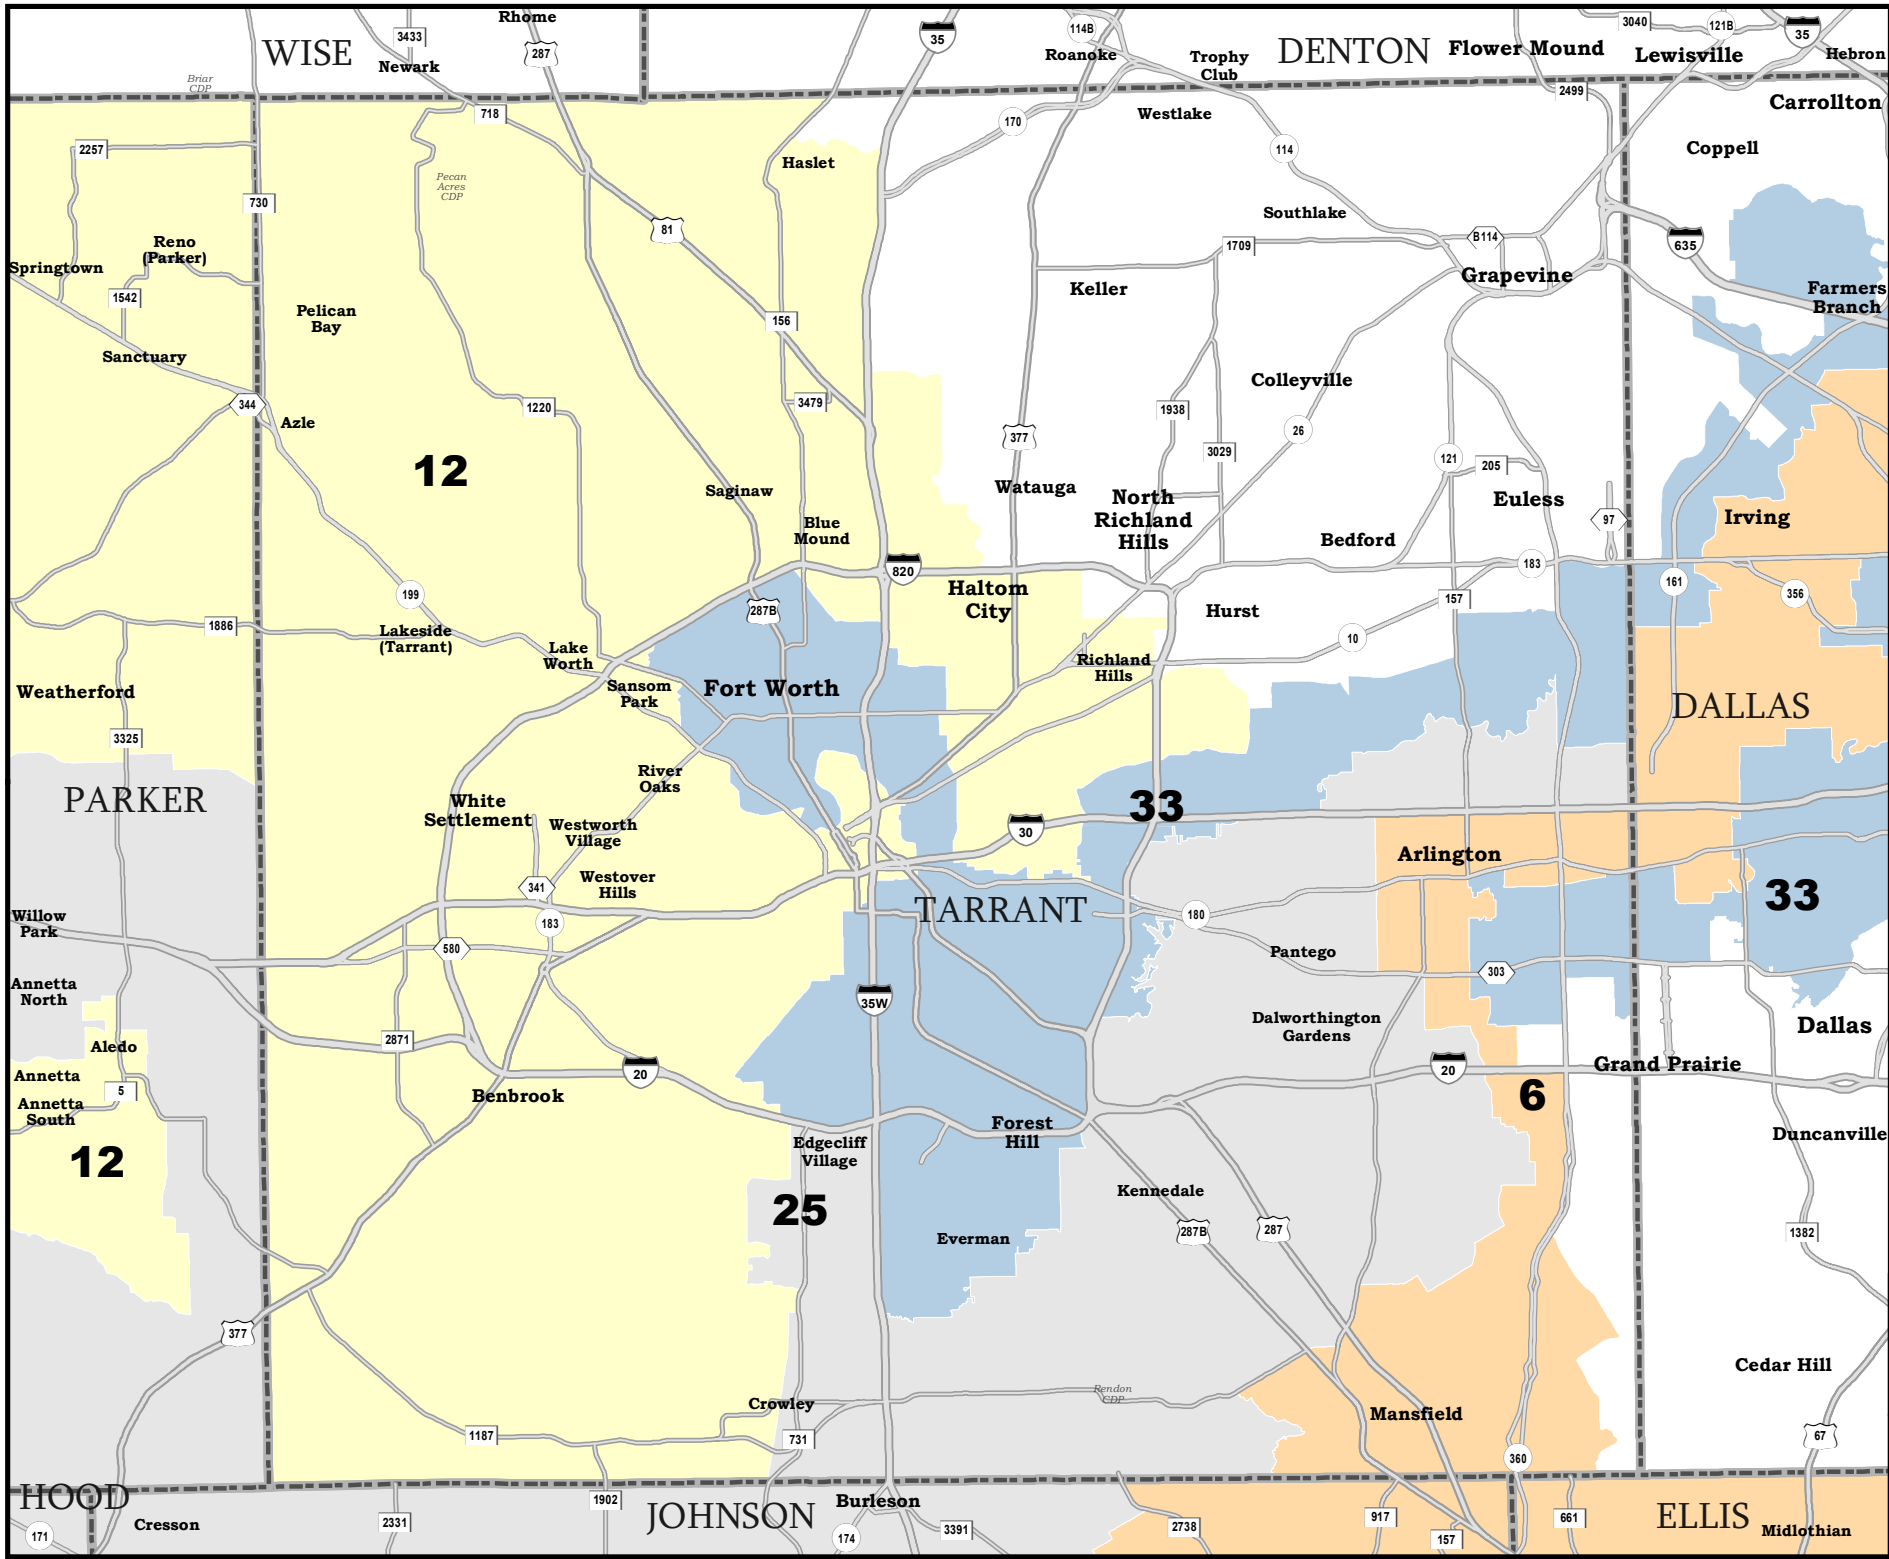 Rhome
WISE
3433
287
35
114B
Roanoke
Trophy
Club
DENTON
Flower Mound
3040
121B
Lewisville
35
Hebron
Newark
Briar
CDP
718
2499
Carrollton
170
Westlake
114
Coppell
2257
Haslet
Pecan
Acres
CDP
730
81
Southlake
1709
B114
635
Reno
(Parker)
Springtown
1542
Grapevine
Keller
Farmers
Branch
Pelican
Bay
156
Sanctuary
Colleyville
344
Azle
1220
3479
1938
26
377
3029
121
205
12
Saginaw
Watauga
North
Richland
Hills
Euless
97
Irving
Blue
Mound
Bedford
820
183
161
356
Haltom
City
199
287B
157
Hurst
1886
Lakeside
(Tarrant)
10
Lake
Worth
Richland
Hills
Weatherford
Sansom
Park
Fort Worth
DALLAS
3325
River
Oaks
PARKER
White
Settlement
33
Westworth
Village
30
Arlington
341
Westover
Hills
33
Willow
Park
183
TARRANT
180
580
Pantego
303
Annetta
North
35W
Dalworthington
Gardens
Dallas
2871
Aledo
Annetta
5
Annetta
South
20
20
Grand Prairie
Benbrook
6
Forest
Hill
Duncanville
Edgecliff
Village
12
Kennedale
25
287B
287
1382
Everman
377
Cedar Hill
Rendon
CDP
Crowley
Mansfield
1187
731
67
360
HOOD
1902
JOHNSON
Burleson
Cresson
171
2331
174
3391
2738
917
157
661
ELLIS
Midlothian